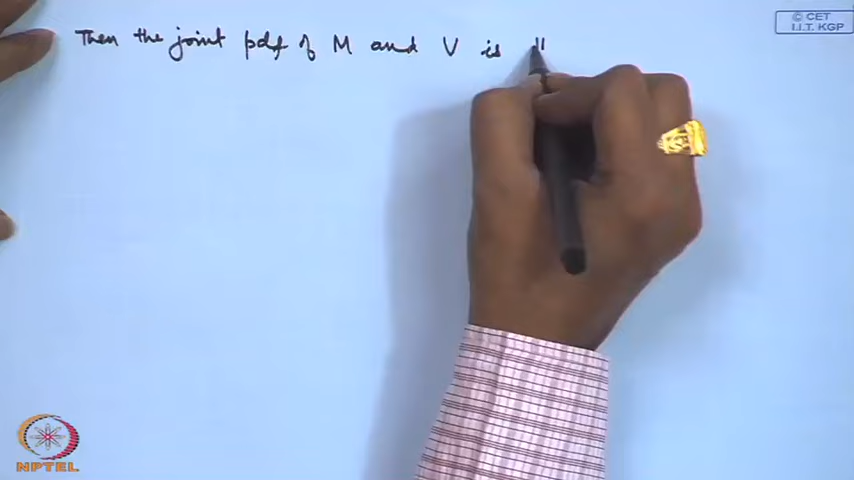 Then the joint pdf of M and V is
© CET
I.I.T. KGP
NPTEL